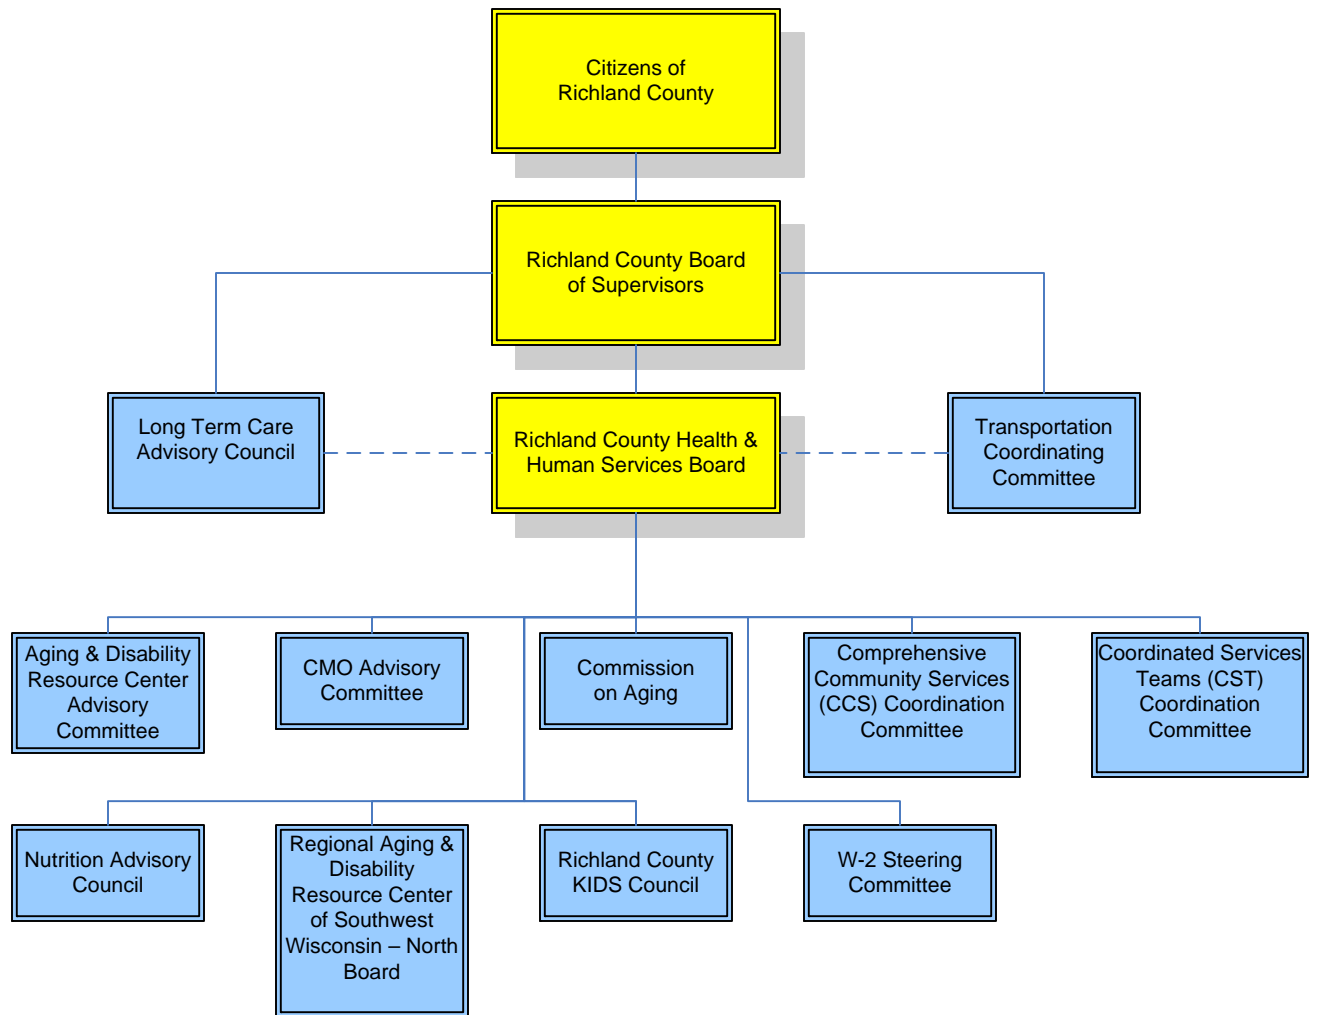 Citizens of
Richland County
Richland County Board
of Supervisors
Long Term Care
Advisory Council
Richland County Health &
Human Services Board
Transportation
Coordinating
Committee
Aging & Disability
Resource Center
Advisory
Committee
CMO Advisory
Committee
Commission
on Aging
Comprehensive
Community Services
(CCS) Coordination
Committee
Coordinated Services
Teams (CST)
Coordination
Committee
Nutrition Advisory
Council
Regional Aging &
Disability
Resource Center
of Southwest
Wisconsin – North
Board
Richland County
KIDS Council
W-2 Steering
Committee